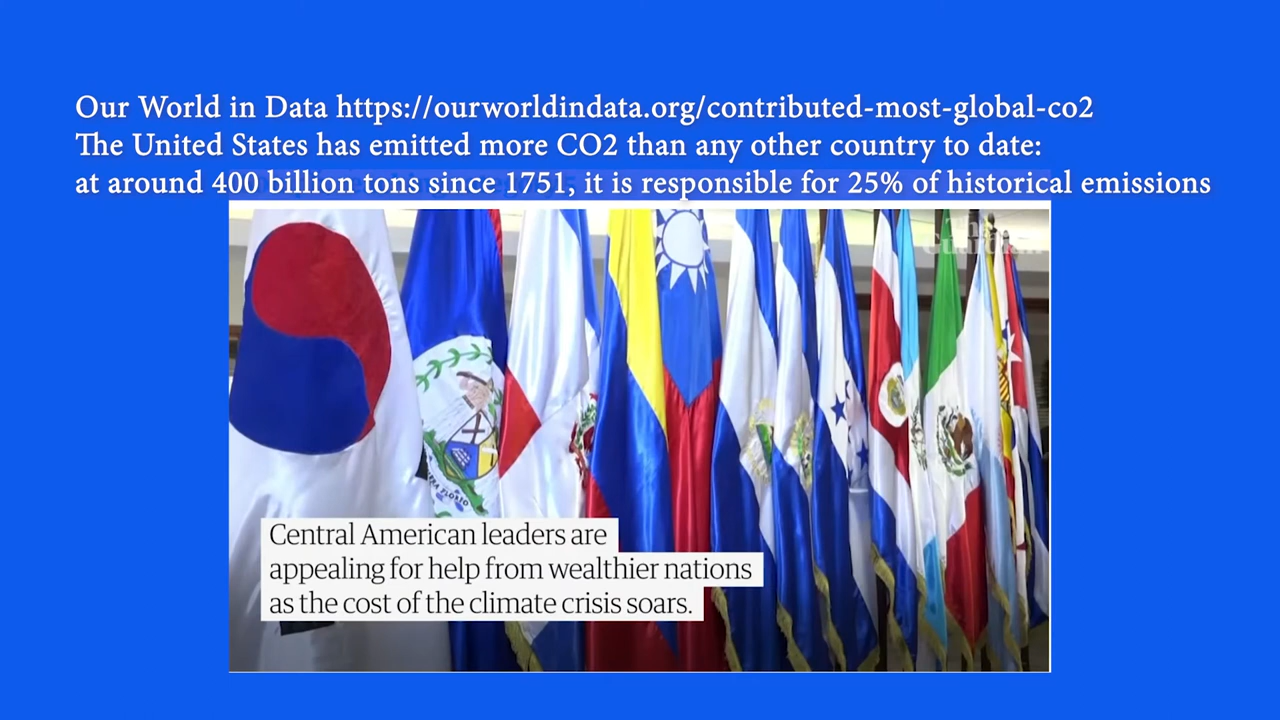 Our World in Data https://ourworldindata.org/contributed-most-global-co2
The United States has emitted more CO2 than any other country to date:
at around 400 billion tons since 1751, it is responsible for 25% of historical emissions
Central American leaders are
appealing for help from wealthier nations
as the cost of the climate crisis soars.